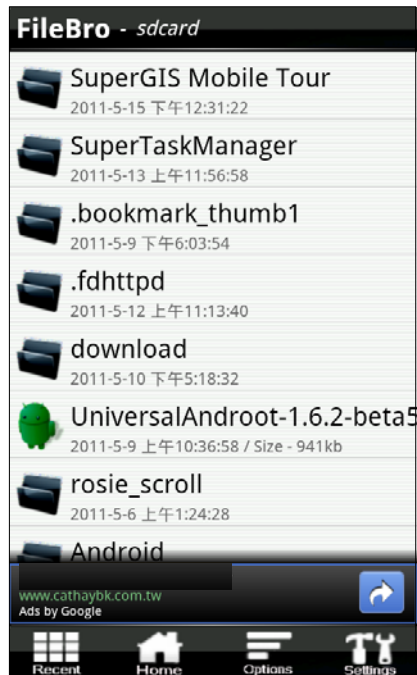 FileBro - sdcard
SuperGIS Mobile Tour
2011-5-15 下午12:31:22
SuperTaskManager
2011-5-13 上午11:56:58
.bookmark_thumb1
2011-5-9 下午6:03:54
.fdhttpd
2011-5-12 上午11:13:40
download
2011-5-10 下午5:18:32
UniversalAndroot-1.6.2-beta5
2011-5-9 上午10:36:58 / Size - 941kb
rosie_scroll
2011-5-6 上午1:24:28
Android
www.cathaybk.com.tw
Ads by Google
Recent Home Options Settings